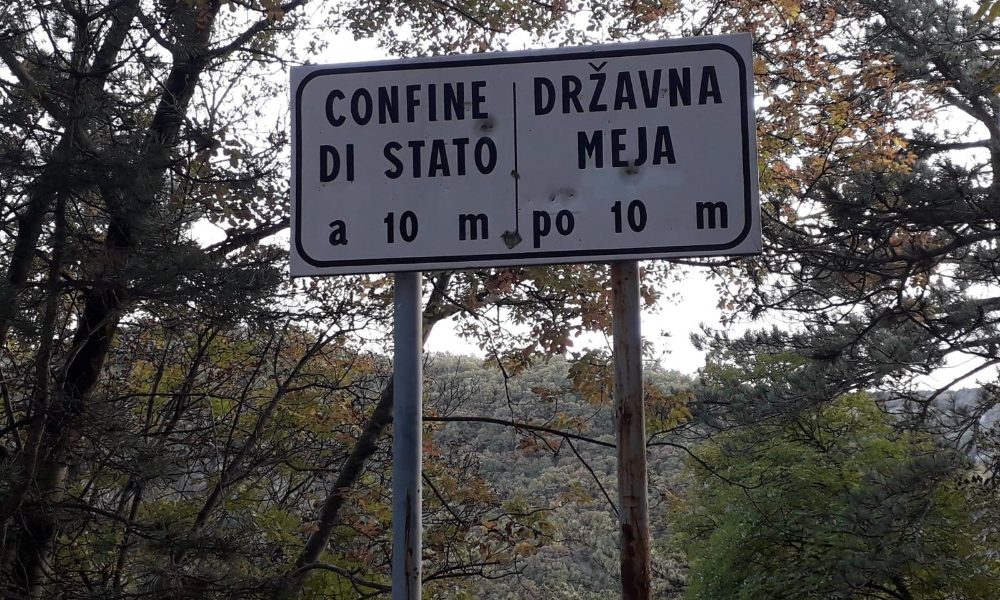 CONFINE
DI STATO
a 10 m
DRŽAVNA
MEJA
po 10 m